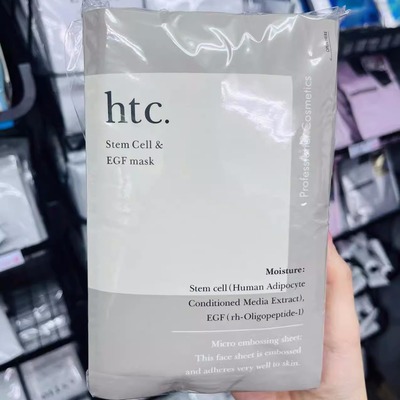 htc.
Stem Cell &
EGF mask
Professional Cosmetics
Moisture:
Stem cell (Human Adipocyte
Conditioned Media Extract),
EGF (rh-Oligopeptide-1)
Micro embossing sheet:
This face sheet is embossed
and adheres very well to skin.